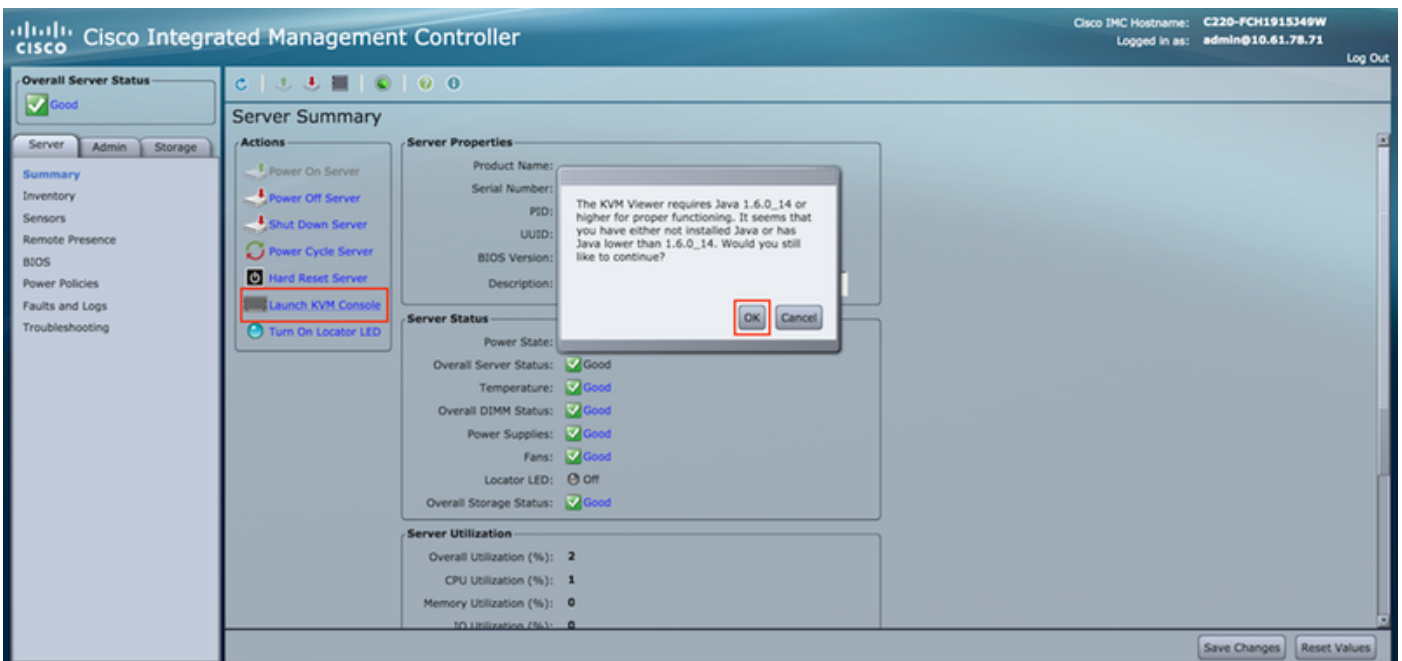 Cisco IMC Hostname: C220-FCH1915J49W
CISCO Cisco Integrated Management Controller
Logged in as: admin@10.61.78.71
Log Out
Overall Server Status
Good
Server Admin Storage
Summary
Inventory
Sensors
Remote Presence
BIOS
Power Policies
Faults and Logs
Troubleshooting
Server Summary
Actions
Power On Server
Power Off Server
Shut Down Server
Power Cycle Server
Hard Reset Server
Launch KVM Console
Turn On Locator LED
Server Properties
Product Name:
Serial Number:
PID:
UUID:
BIOS Version:
Description:
The KVM Viewer requires Java 1.6.0_14 or
higher for proper functioning. It seems that
you have either not installed Java or has
Java lower than 1.6.0_14. Would you still
like to continue?
OK Cancel
Server Status
Power State:
Overall Server Status: Good
Temperature: Good
Overall DIMM Status: Good
Power Supplies: Good
Fans: Good
Locator LED: Off
Overall Storage Status: Good
Server Utilization
Overall Utilization (%): 2
CPU Utilization (%): 1
Memory Utilization (%): 0
IO Utilization (%): 0
Save Changes Reset Values